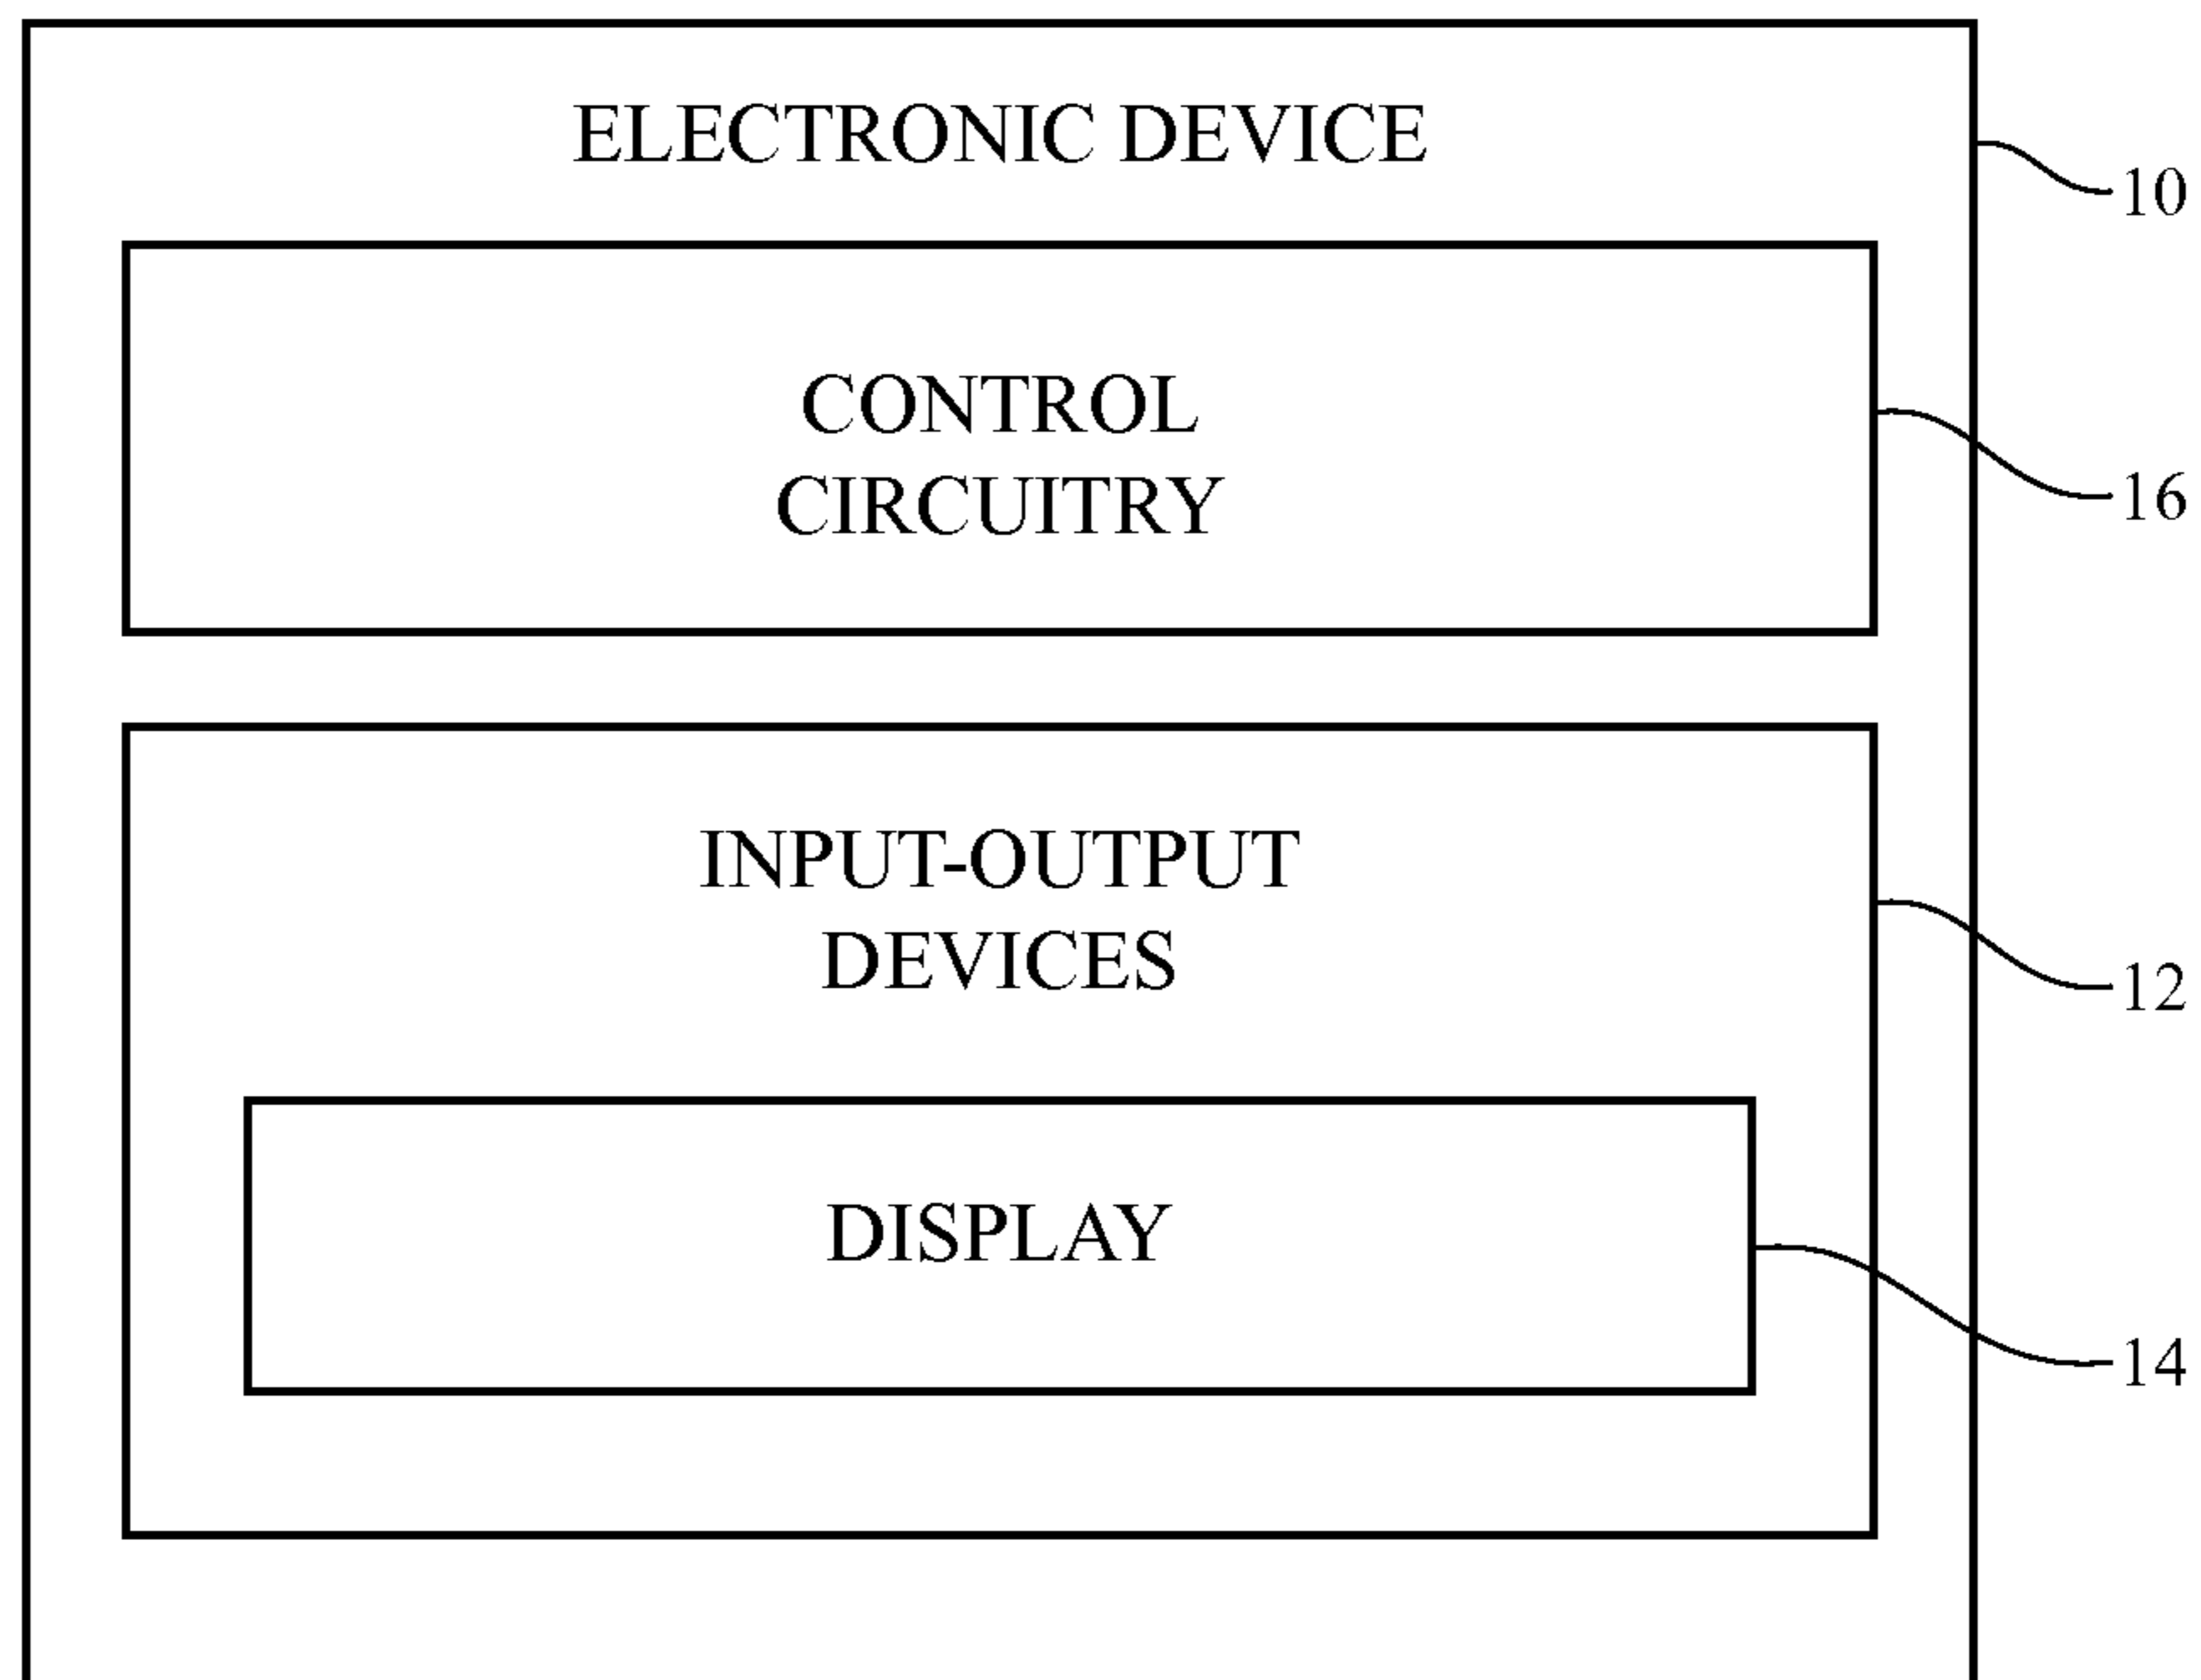 ELECTRONIC DEVICE
10
CONTROL
CIRCUITRY
16
INPUT-OUTPUT
DEVICES
12
DISPLAY
14